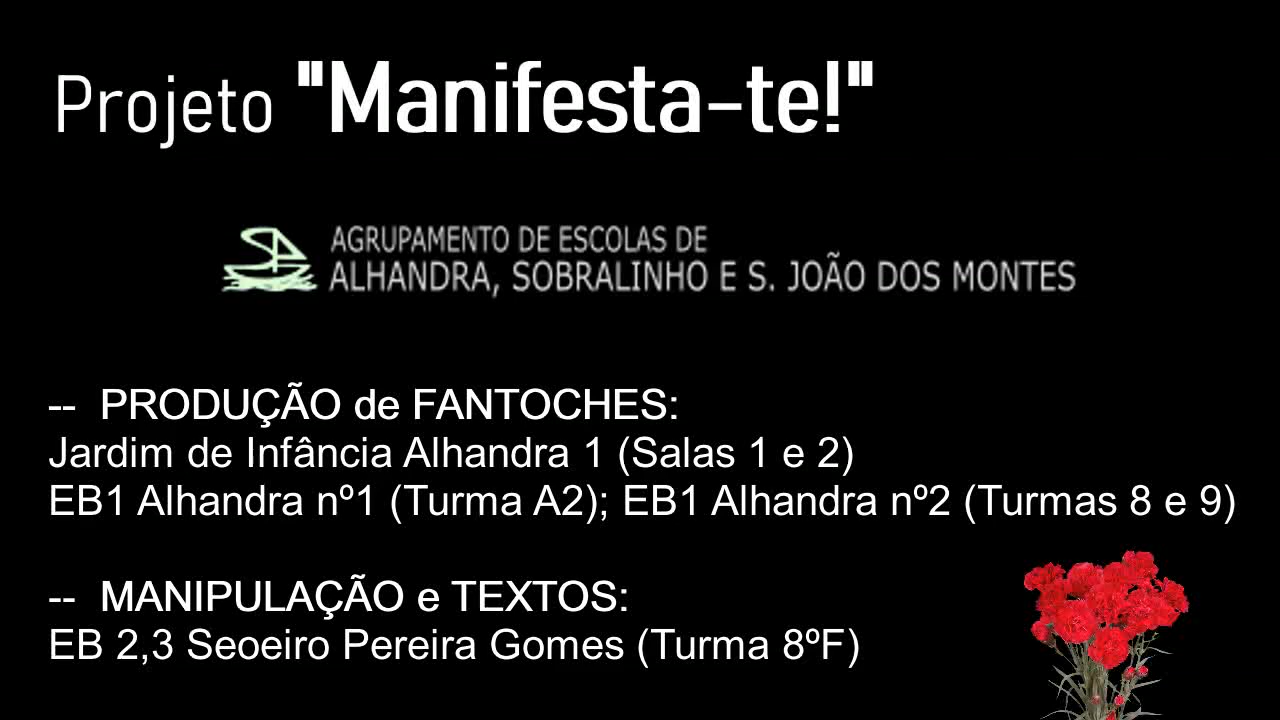 Projeto "Manifesta-te!"
AGRUPAMENTO DE ESCOLAS DE
ALHANDRA, SOBRALINHO E S. JOÃO DOS MONTES
-- PRODUÇÃO de FANTOCHES:
Jardim de Infância Alhandra 1 (Salas 1 e 2)
EB1 Alhandra nº1 (Turma A2); EB1 Alhandra nº2 (Turmas 8 e 9)
-- MANIPULAÇÃO e TEXTOS:
EB 2,3 Seoeiro Pereira Gomes (Turma 8ºF)